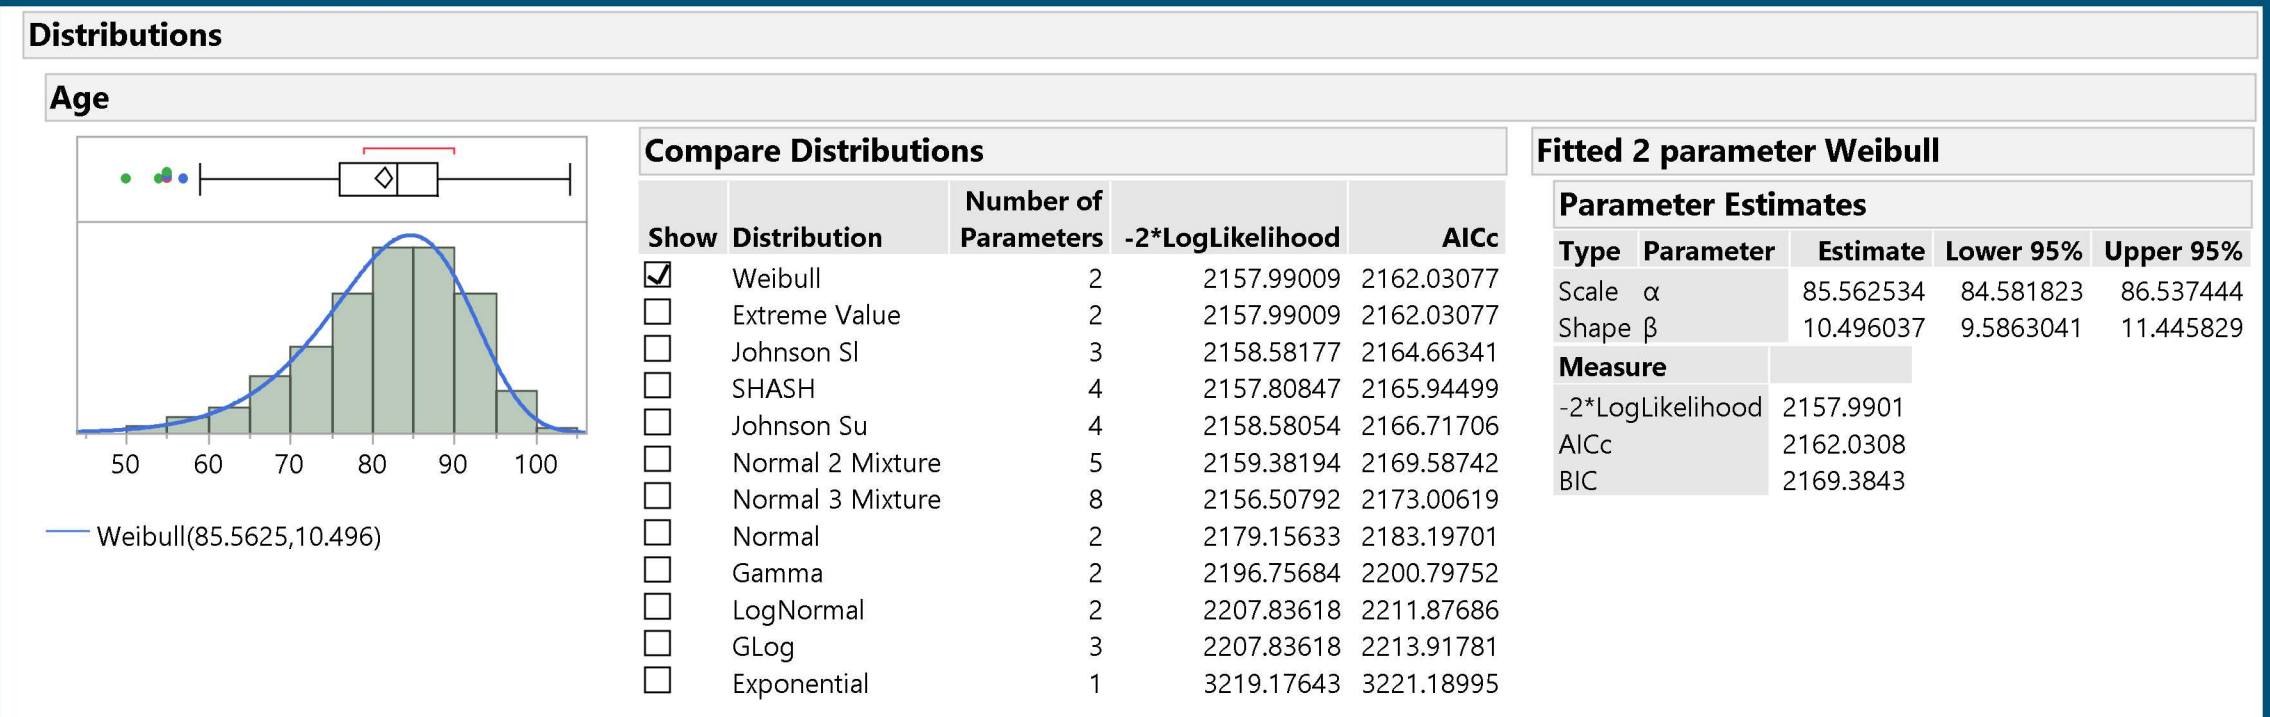 Distributions
Age
50 60 70 80 90 100
Weibull(85.5625,10.496)
Compare Distributions
Show Distribution Number of Parameters -2*LogLikelihood AICc
Weibull 2 2157.99009 2162.03077
Extreme Value 2 2157.99009 2162.03077
Johnson Sl 3 2158.58177 2164.66341
SHASH 4 2157.80847 2165.94499
Johnson Su 4 2158.58054 2166.71706
Normal 2 Mixture 5 2159.38194 2169.58742
Normal 3 Mixture 8 2156.50792 2173.00619
Normal 2 2179.15633 2183.19701
Gamma 2 2196.75684 2200.79752
LogNormal 2 2207.83618 2211.87686
GLog 3 2207.83618 2213.91781
Exponential 1 3219.17643 3221.18995
Fitted 2 parameter Weibull
Parameter Estimates
Type Parameter Estimate Lower 95% Upper 95%
Scale α 85.562534 84.581823 86.537444
Shape β 10.496037 9.5863041 11.445829
Measure
-2*LogLikelihood 2157.9901
AICc 2162.0308
BIC 2169.3843